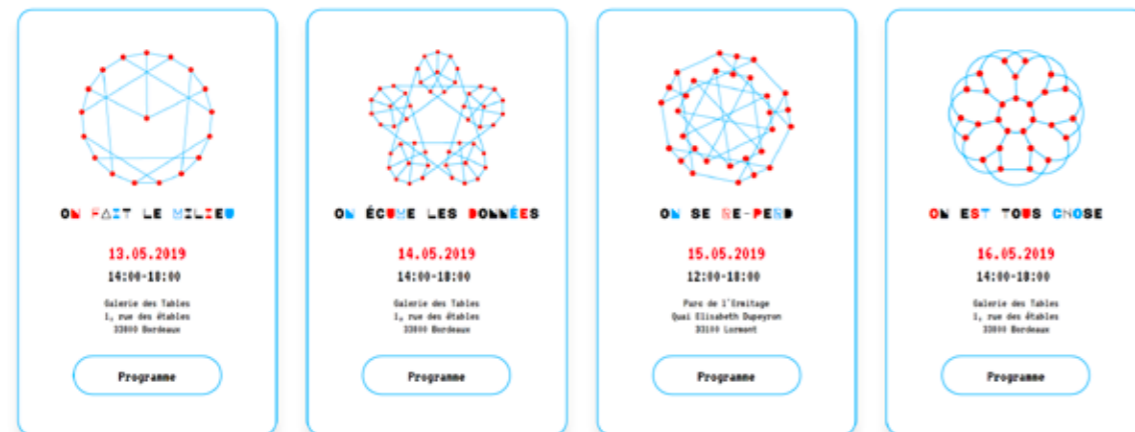 ON FAIT LE MILIEU
13.05.2019
14:00-18:00
Galerie des Tables
1, rue des étables
33800 Bordeaux
Programme
ON ÉCUME LES DONNÉES
14.05.2019
14:00-18:00
Galerie des Tables
1, rue des étables
33800 Bordeaux
Programme
ON SE RE-PEND
15.05.2019
12:00-18:00
Parc de l'Ermitage
Quai Elisabeth Dupeyron
33100 Lormont
Programme
ON EST TOUS CNOSE
16.05.2019
14:00-18:00
Galerie des Tables
1, rue des étables
33800 Bordeaux
Programme